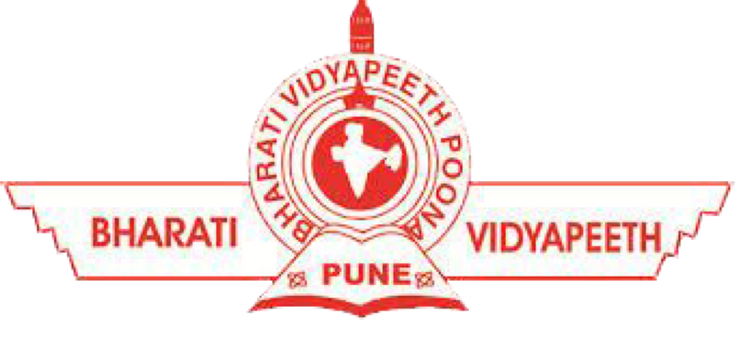 BHARATI VIDYAPEETH POONA
BHARATI VIDYAPEETH
PUNE